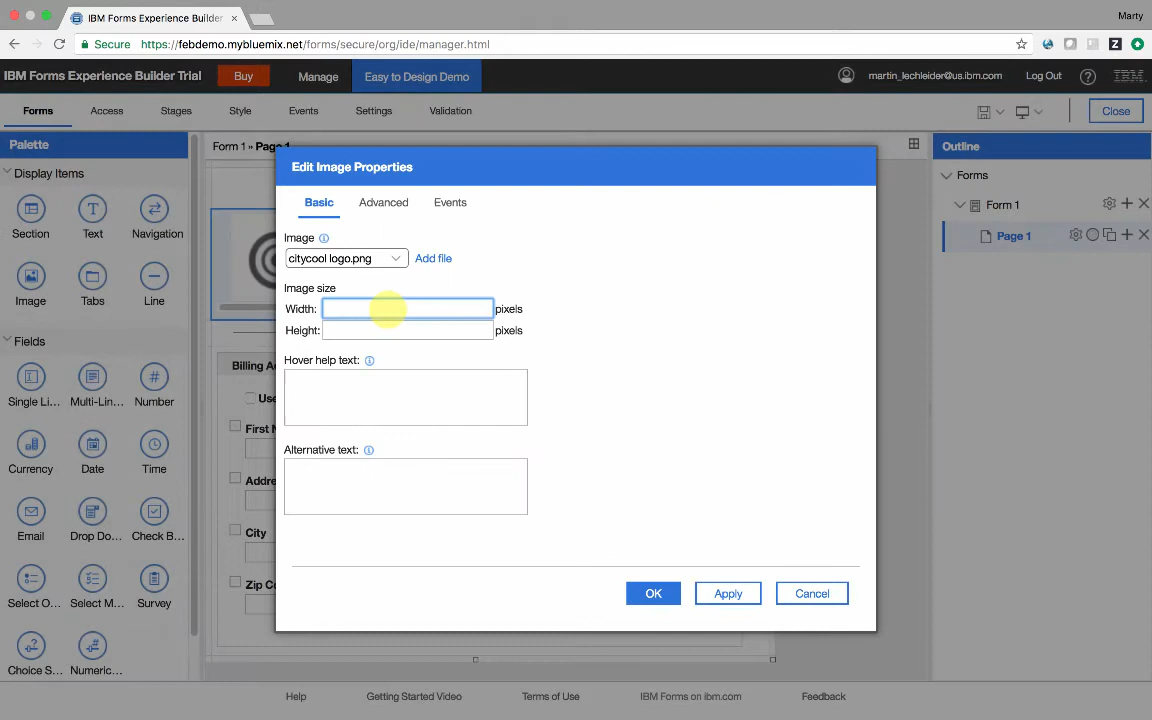 IBM Forms Experience Builder
Marty
Secure
https://febdemo.mybluemix.net/forms/secure/org/ide/manager.html
IBM Forms Experience Builder Trial
Buy
Manage
Easy to Design Demo
martin_lechleider@us.ibm.com
Log Out
IBM
Forms
Access
Stages
Style
Events
Settings
Validation
Close
Palette
Form 1 » Page 1
Outline
Display Items
Section
Text
Navigation
Image
Tabs
Line
Fields
Single Li...
Multi-Lin...
Number
Currency
Date
Time
Email
Drop Do...
Check B...
Select O...
Select M...
Survey
Choice S...
Numeric...
Billing Ad
Use
First N
Addre
City
Zip Co
Edit Image Properties
Basic
Advanced
Events
Image
citycool logo.png
Add file
Image size
Width:
pixels
Height:
pixels
Hover help text:
Alternative text:
OK
Apply
Cancel
Forms
Form 1
Page 1
Help
Getting Started Video
Terms of Use
IBM Forms on ibm.com
Feedback